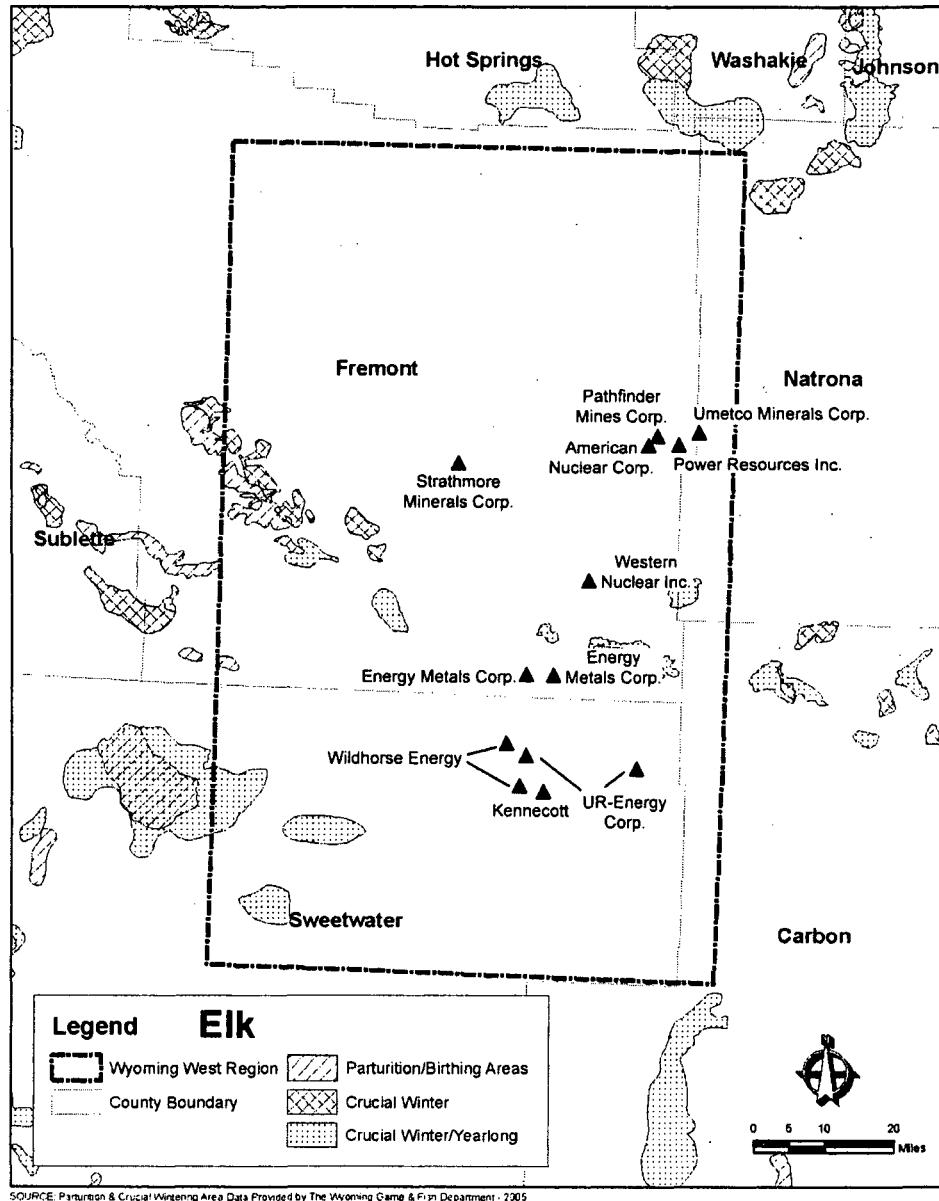 Hot Springs
Washakie
Johnson
Fremont
Natrona
Pathfinder
Mines Corp.
Umetco Minerals Corp.
American
Nuclear Corp.
Power Resources Inc.
Strathmore
Minerals Corp.
Sublette
Western
Nuclear Inc.
Energy Metals Corp.
Energy
Metals Corp.
Wildhorse Energy
Kennecott
UR-Energy
Corp.
Sweetwater
Carbon
Legend Elk
Wyoming West Region
Parturition/Birthing Areas
County Boundary
Crucial Winter
Crucial Winter/Yearlong
N
0 5 10 20
Miles
SOURCE: Parturition & Crucial Wintering Area Data Provided by The Wyoming Game & Fish Department - 2005